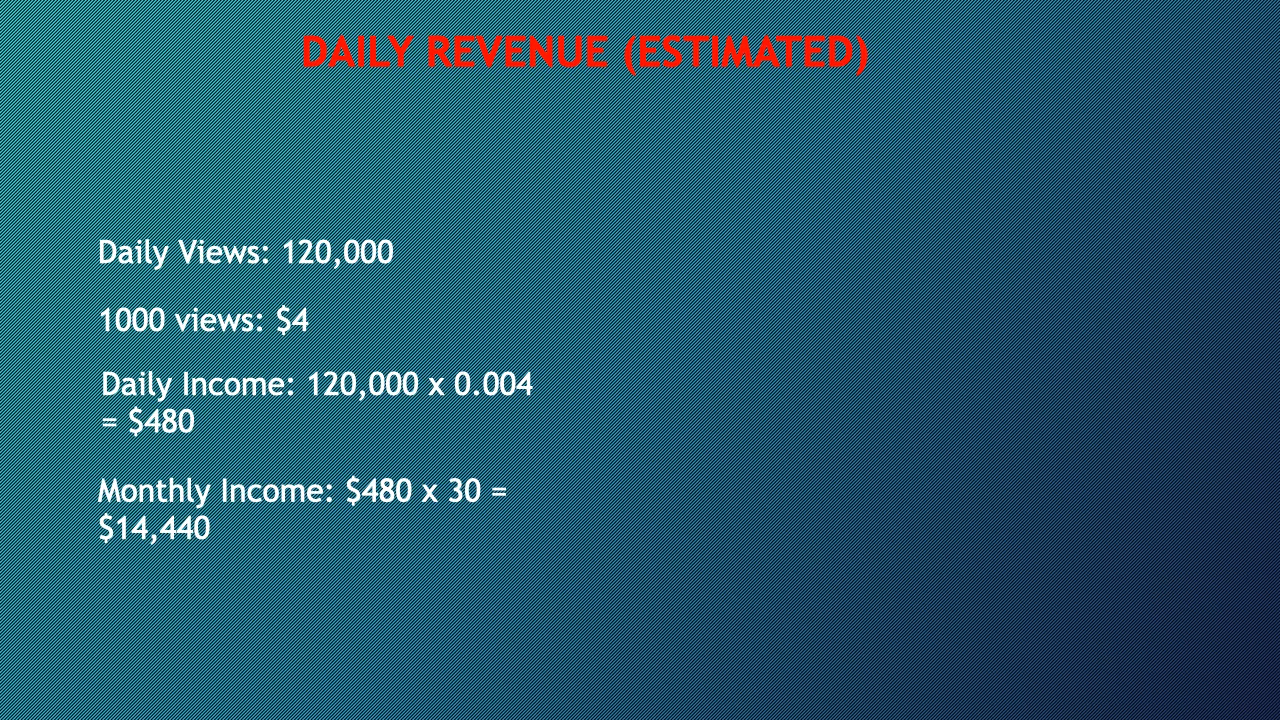 DAILY REVENUE (ESTIMATED)
Daily Views: 120,000
1000 views: $4
Daily Income: 120,000 x 0.004
= $480
Monthly Income: $480 x 30 =
$14,440